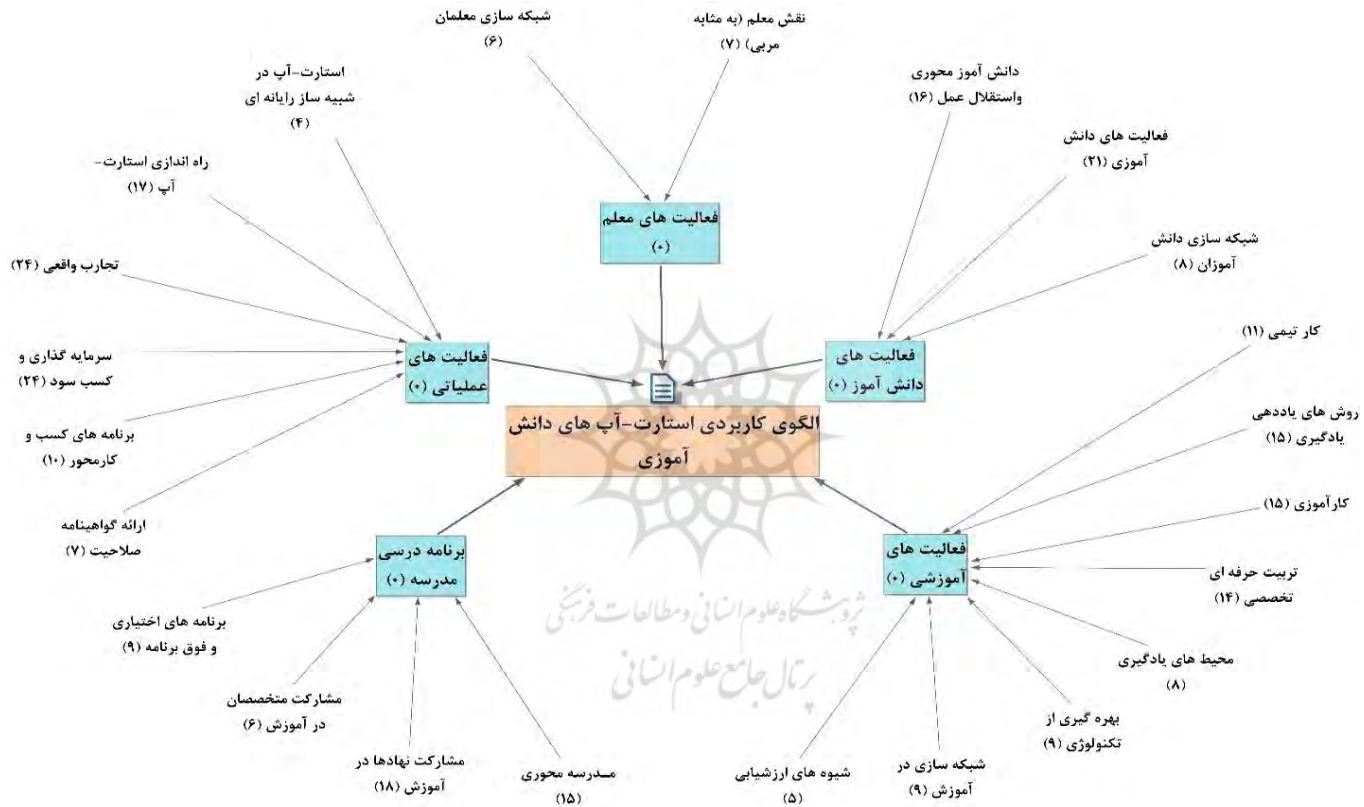 شبکه سازی معلمان
(۶)
نقش معلم (به مثابه
مربی) (۷)
دانش آموز محوری
واستقلال عمل (۱۶)
استارت-آپ در
شبیه ساز رایانه ای
(۴)
فعالیت های دانش
آموزی (۲۱)
راه اندازی استارت-
آپ (۱۷)
فعالیت های معلم
(۰)
شبکه سازی دانش
آموزان (۸)
تجارب واقعی (۲۴)
کار تیمی (۱۱)
فعالیت های
دانش آموز (۰)
فعالیت های
عملیاتی (۰)
سرمایه گذاری و
کسب سود (۲۴)
الگوی کاربردی استارت-آپ های دانش
آموزی
روش های یاددهی
یادگیری (۱۵)
برنامه های کسب و
کارمحور (۱۰)
کارآموزی (۱۵)
ارائه گواهینامه
صلاحیت (۷)
برنامه درسی
مدرسه (۰)
فعالیت های
آموزشی (۰)
تربیت حرفه ای
تخصصی (۱۴)
پژوهشگاه علوم انسانی و مطالعات فرهنگی
پرتال جامع علوم انسانی
برنامه های اختیاری
و فوق برنامه (۹)
محیط های یادگیری
(۸)
مشارکت متخصصان
در آموزش (۶)
بهره گیری از
تکنولوژی (۹)
مشارکت نهادها در
آموزش (۱۸)
مـدرسه محوری
(۱۵)
شیوه های ارزشیابی
(۵)
شبکه سازی در
آموزش (۹)